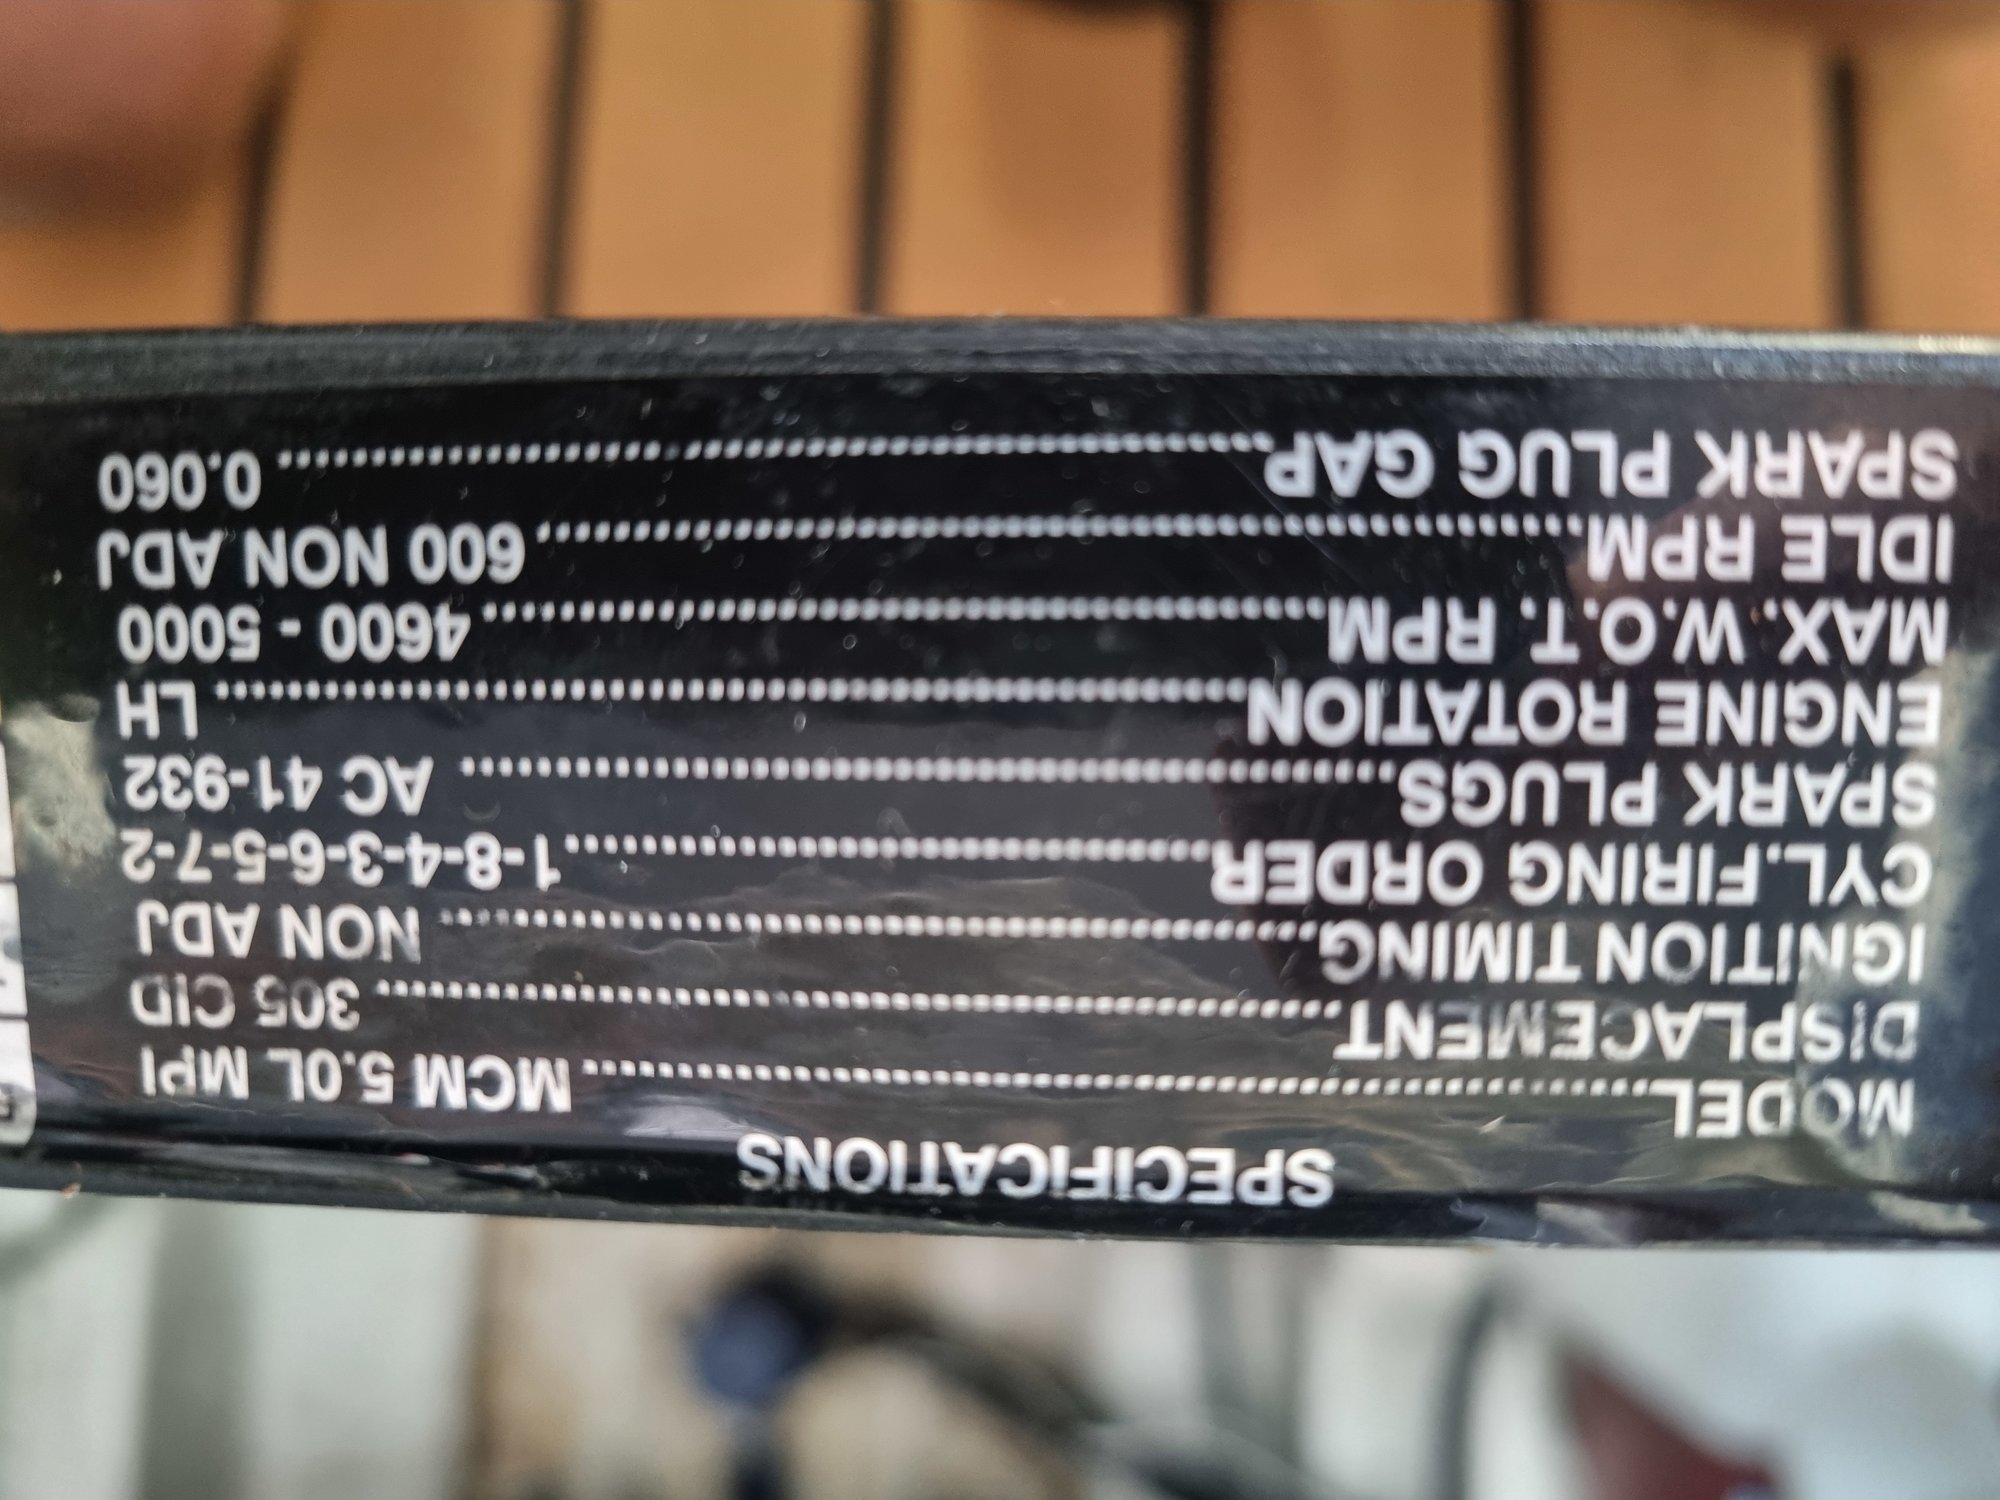 SPECIFICATIONS
MODEL........................MCM 5.0L MPI
DISPLACEMENT........................305 CID
IGNITION TIMING........................NON ADJ
CYL.FIRING ORDER........................1-8-4-3-6-5-7-2
SPARK PLUGS........................AC 41-932
ENGINE ROTATION........................LH
MAX. W.O.T. RPM........................4600 - 5000
IDLE RPM........................600 NON ADJ
SPARK PLUG GAP........................0.060